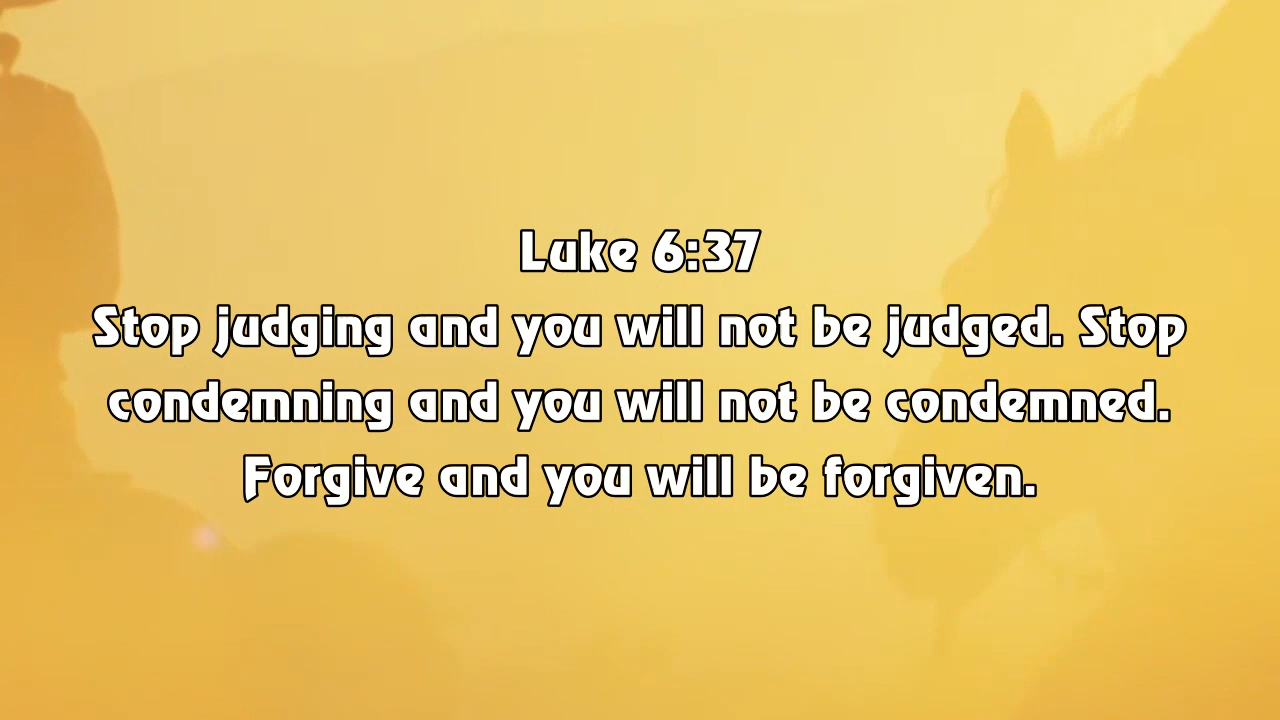 Luke 6:37
Stop judging and you will not be judged. Stop
condemning and you will not be condemned.
Forgive and you will be forgiven.